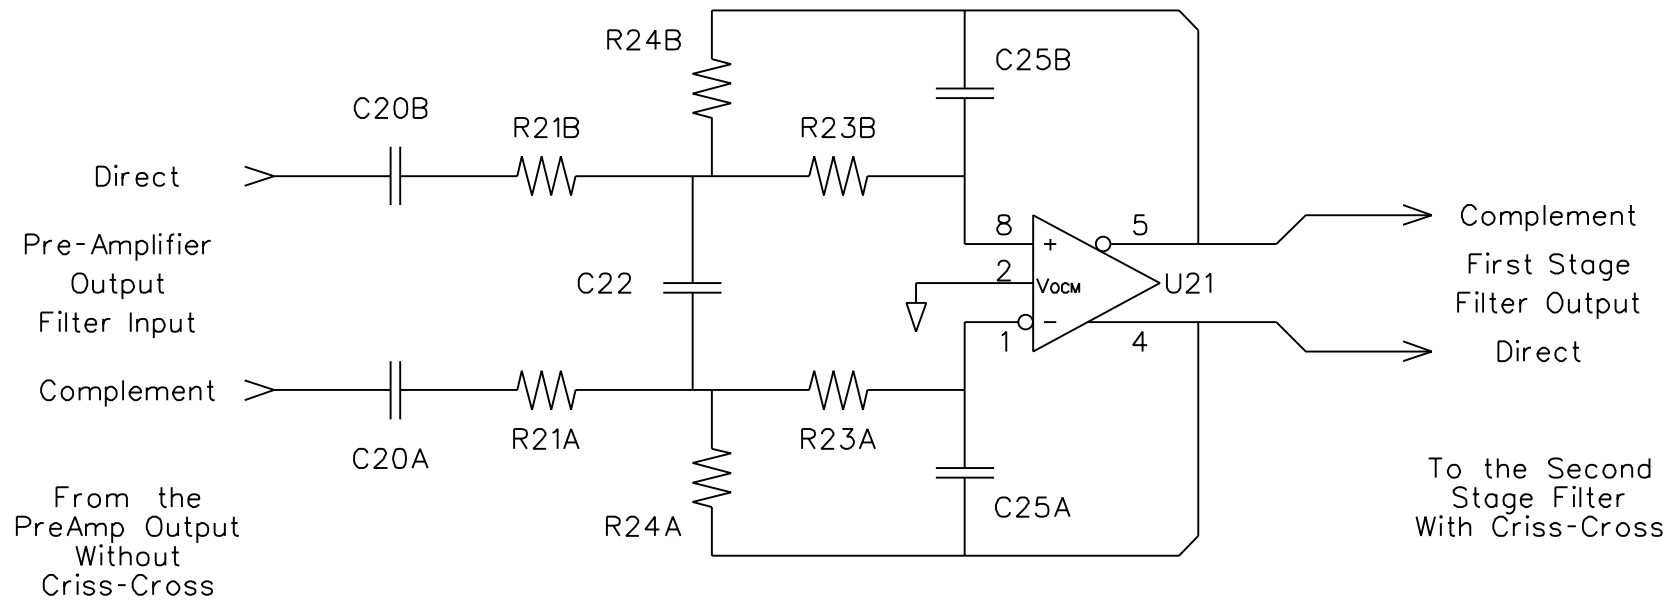 R24B
C25B
C20B
R21B
R23B
Direct
8
+
5
Complement
Pre-Amplifier
Output
Filter Input
C22
2
VOCM
U21
First Stage
Filter Output
1
−
4
Direct
Complement
R21A
R23A
C20A
R24A
C25A
From the
PreAmp Output
Without
Criss-Cross
To the Second
Stage Filter
With Criss-Cross